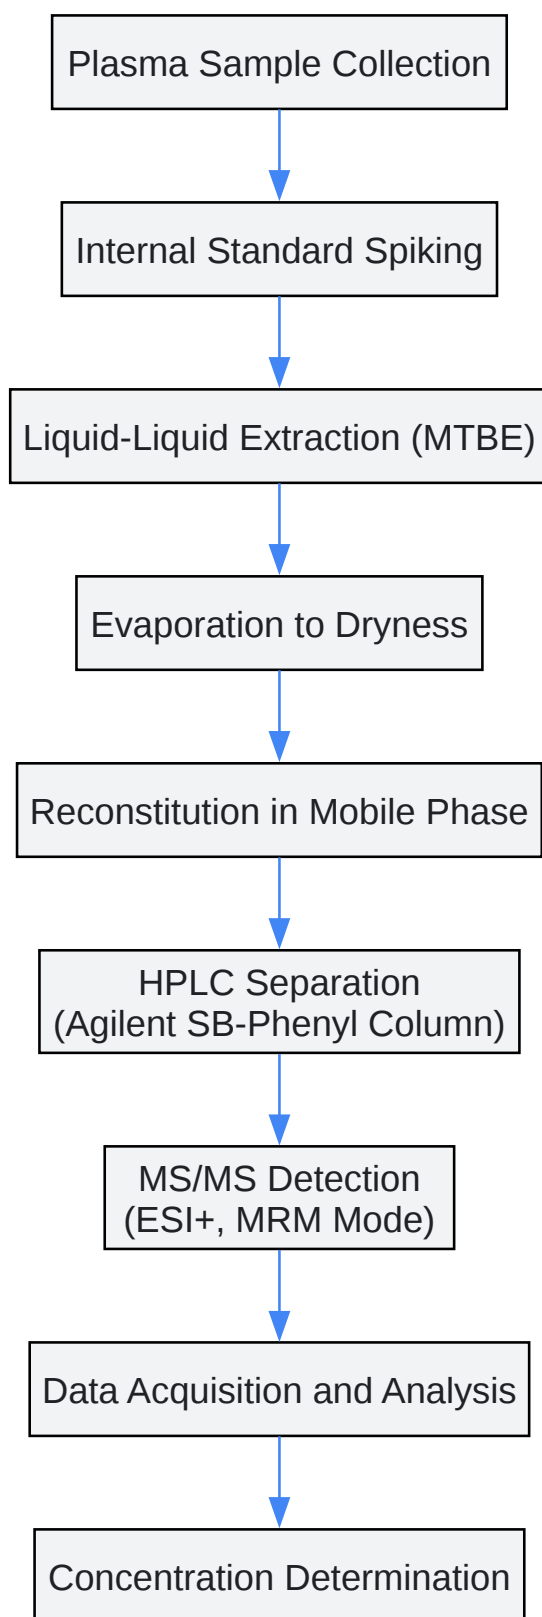 Plasma Sample Collection
Internal Standard Spiking
Liquid-Liquid Extraction (MTBE)
Evaporation to Dryness
Reconstitution in Mobile Phase
HPLC Separation
(Agilent SB-Phenyl Column)
MS/MS Detection
(ESI+, MRM Mode)
Data Acquisition and Analysis
Concentration Determination